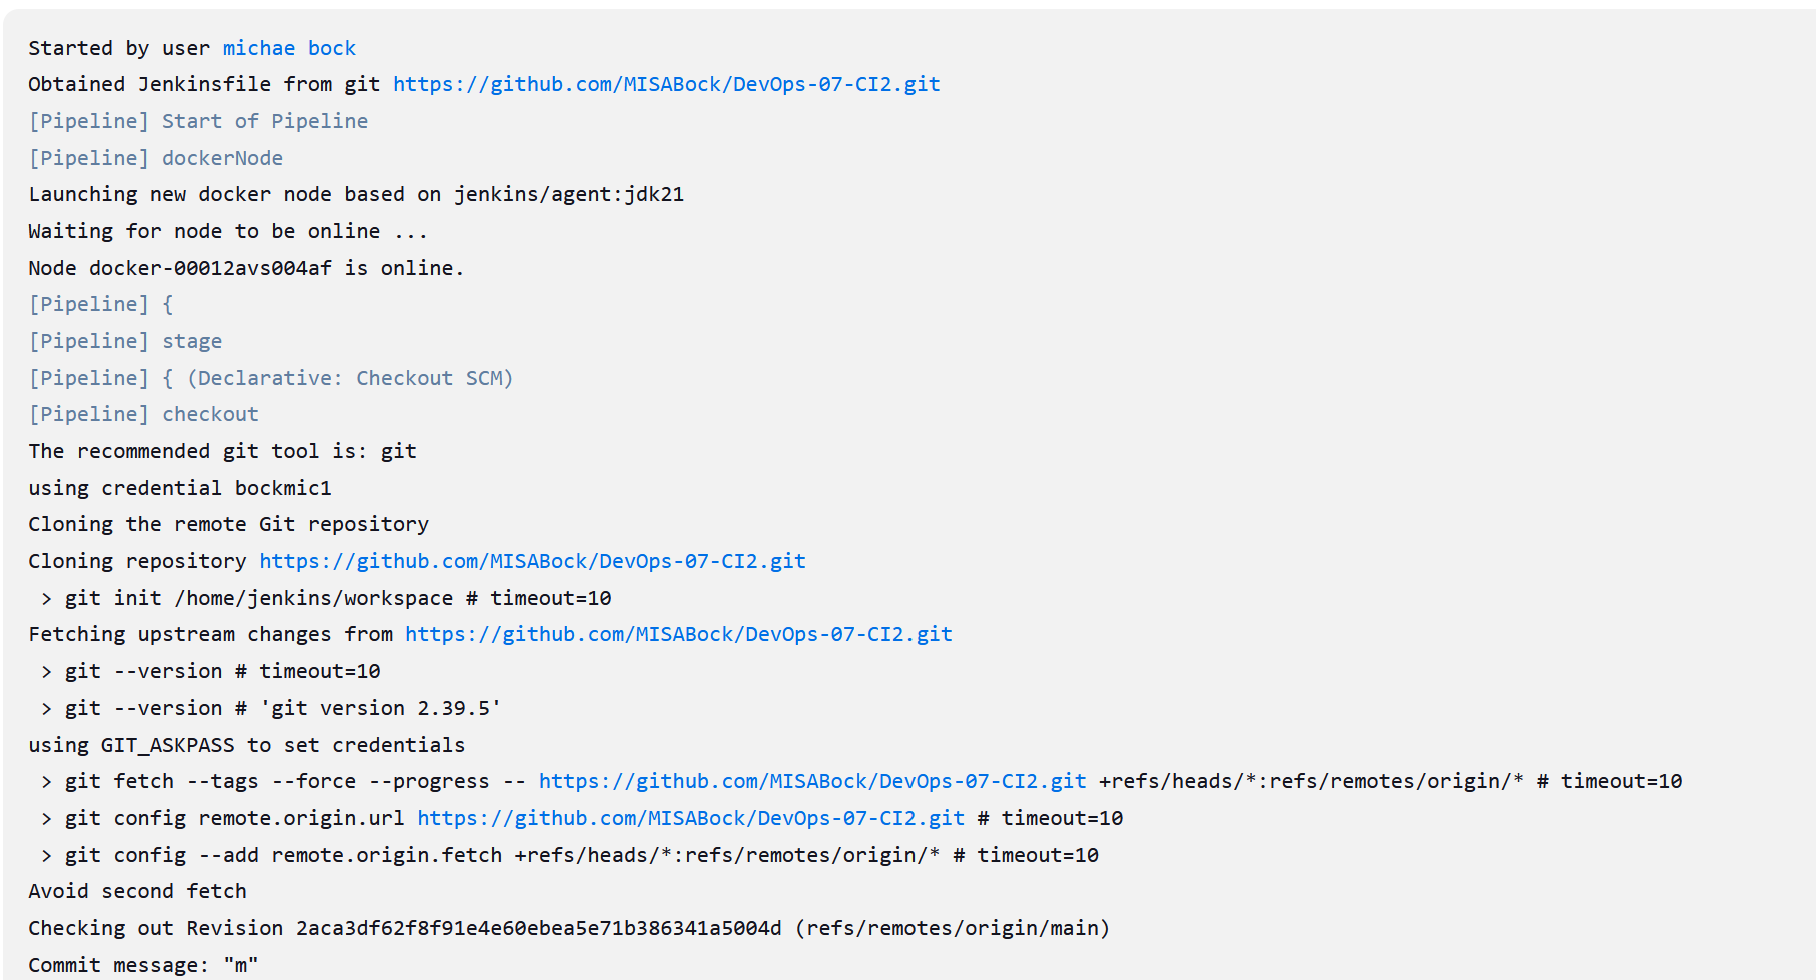 Started by user michae bock
Obtained Jenkinsfile from git https://github.com/MISABock/DevOps-07-CI2.git
[Pipeline] Start of Pipeline
[Pipeline] dockerNode
Launching new docker node based on jenkins/agent:jdk21
Waiting for node to be online ...
Node docker-00012avs004af is online.
[Pipeline] {
[Pipeline] stage
[Pipeline] { (Declarative: Checkout SCM)
[Pipeline] checkout
The recommended git tool is: git
using credential bockmic1
Cloning the remote Git repository
Cloning repository https://github.com/MISABock/DevOps-07-CI2.git
 > git init /home/jenkins/workspace # timeout=10
Fetching upstream changes from https://github.com/MISABock/DevOps-07-CI2.git
 > git --version # timeout=10
 > git --version # 'git version 2.39.5'
using GIT_ASKPASS to set credentials
 > git fetch --tags --force --progress -- https://github.com/MISABock/DevOps-07-CI2.git +refs/heads/*:refs/remotes/origin/* # timeout=10
 > git config remote.origin.url https://github.com/MISABock/DevOps-07-CI2.git # timeout=10
 > git config --add remote.origin.fetch +refs/heads/*:refs/remotes/origin/* # timeout=10
Avoid second fetch
Checking out Revision 2aca3df62f8f91e4e60ebea5e71b386341a5004d (refs/remotes/origin/main)
Commit message: "m"